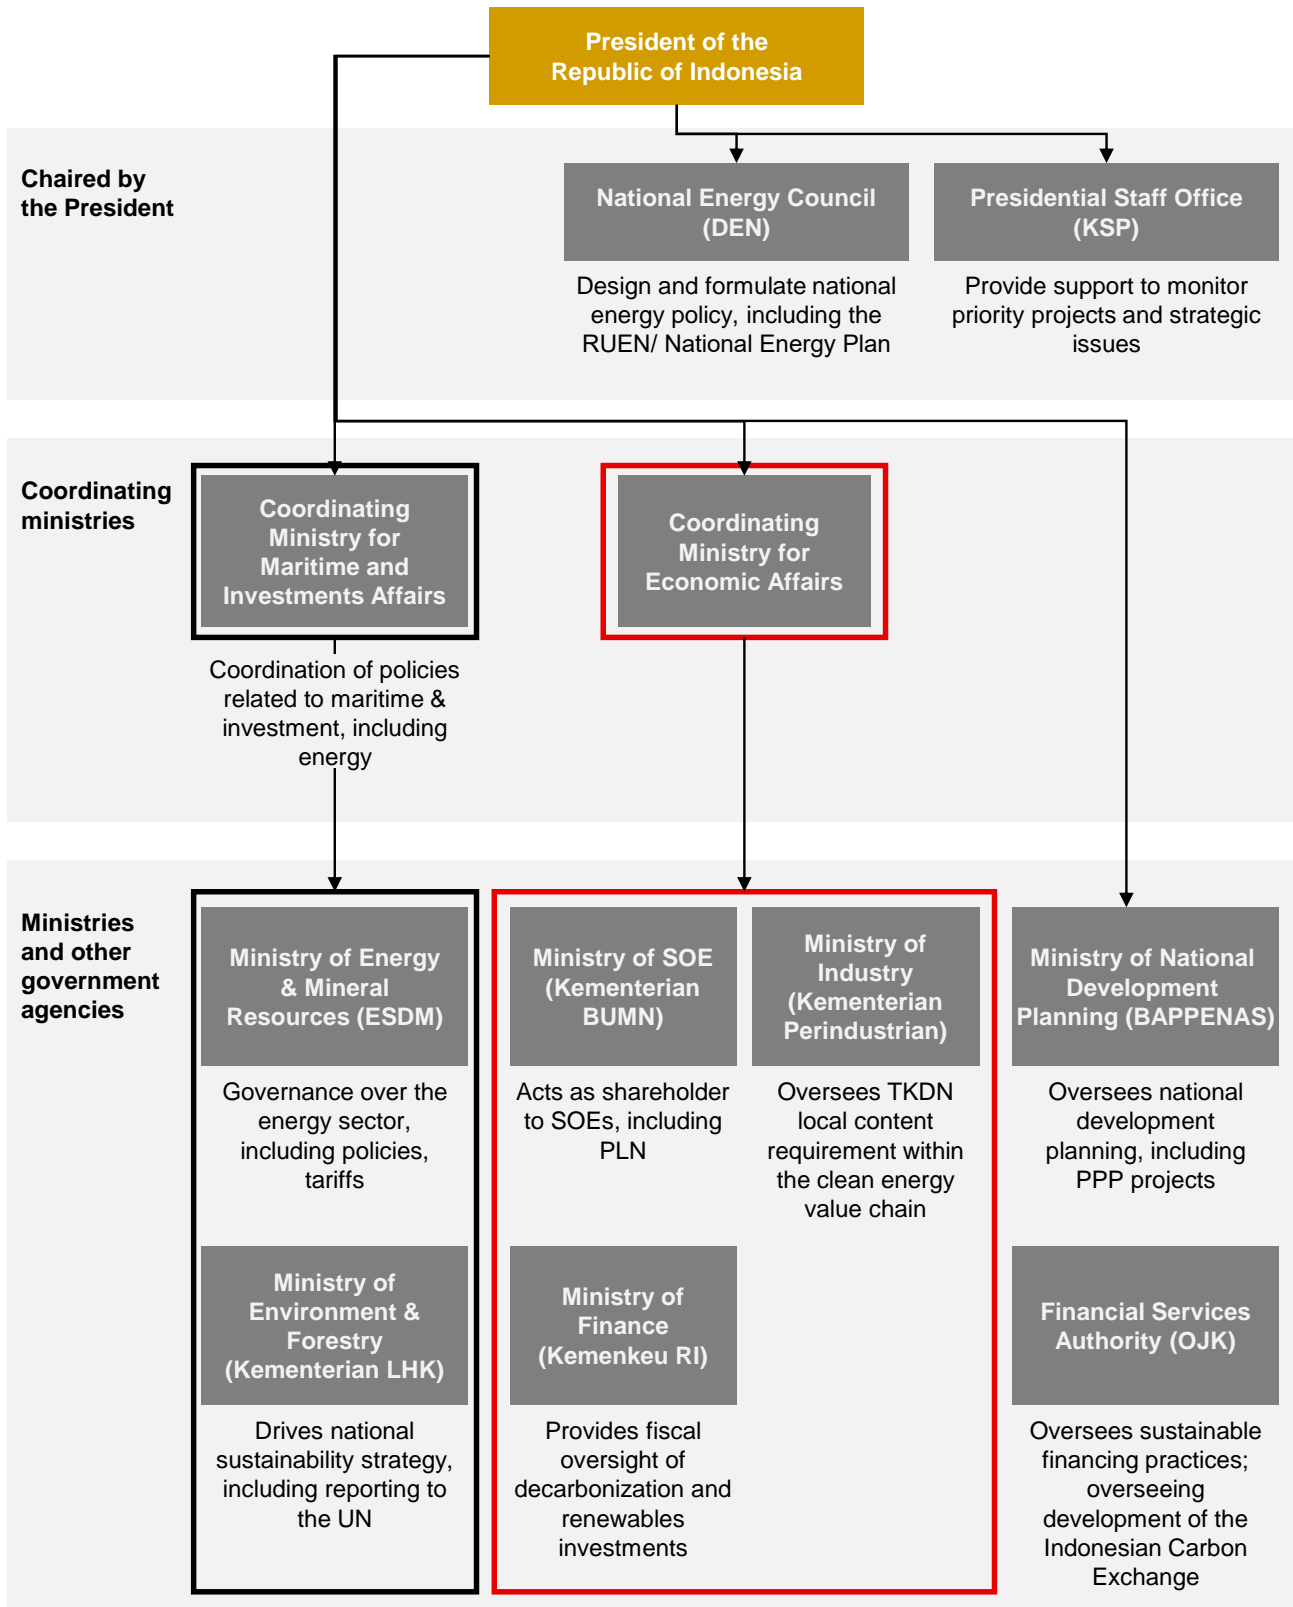 President of the
Republic of Indonesia
Chaired by
the President
National Energy Council
(DEN)
Presidential Staff Office
(KSP)
Design and formulate national
energy policy, including the
RUEN/ National Energy Plan
Provide support to monitor
priority projects and strategic
issues
Coordinating
ministries
Coordinating
Ministry for
Maritime and
Investments Affairs
Coordinating
Ministry for
Economic Affairs
Coordination of policies
related to maritime &
investment, including
energy
Ministries
and other
government
agencies
Ministry of Energy
& Mineral
Resources (ESDM)
Ministry of SOE
(Kementerian
BUMN)
Ministry of
Industry
(Kementerian
Perindustrian)
Ministry of National
Development
Planning (BAPPENAS)
Governance over the
energy sector,
including policies,
tariffs
Acts as shareholder
to SOEs, including
PLN
Oversees TKDN
local content
requirement within
the clean energy
value chain
Oversees national
development
planning, including
PPP projects
Ministry of
Environment &
Forestry
(Kementerian LHK)
Ministry of
Finance
(Kemenkeu RI)
Financial Services
Authority (OJK)
Drives national
sustainability strategy,
including reporting to
the UN
Provides fiscal
oversight of
decarbonization and
renewables
investments
Oversees sustainable
financing practices;
overseeing
development of the
Indonesian Carbon
Exchange